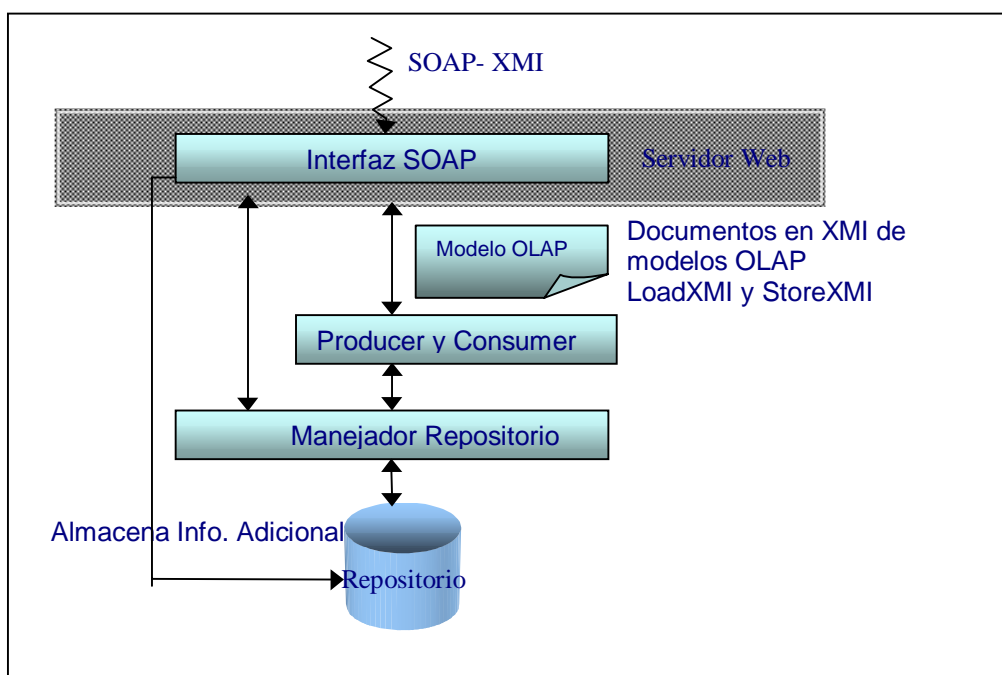 SOAP- XMI
Interfaz SOAP
Servidor Web
Modelo OLAP
Documentos en XMI de
modelos OLAP
LoadXMI y StoreXMI
Producer y Consumer
Manejador Repositorio
Almacena Info. Adicional
Repositorio